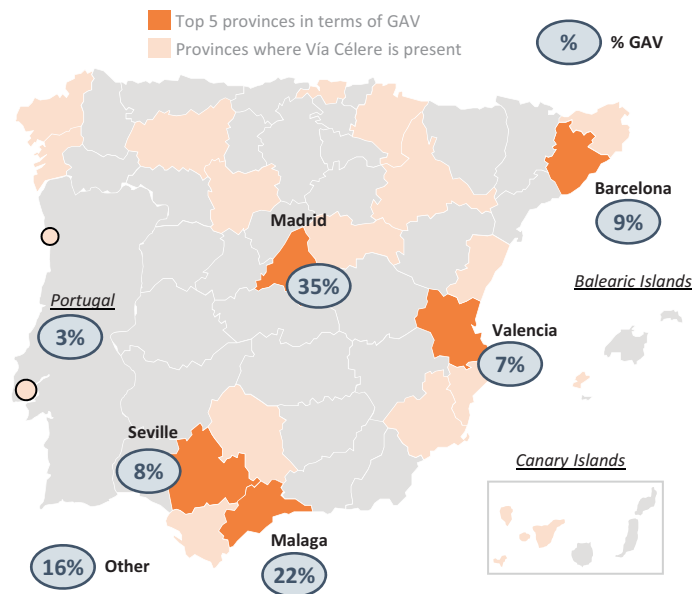 Top 5 provinces in terms of GAV
Provinces where Vía Célere is present
% % GAV
Barcelona
9%
Madrid
35%
Portugal
3%
Balearic Islands
Valencia
7%
Seville
8%
Canary Islands
Malaga
22%
16% Other